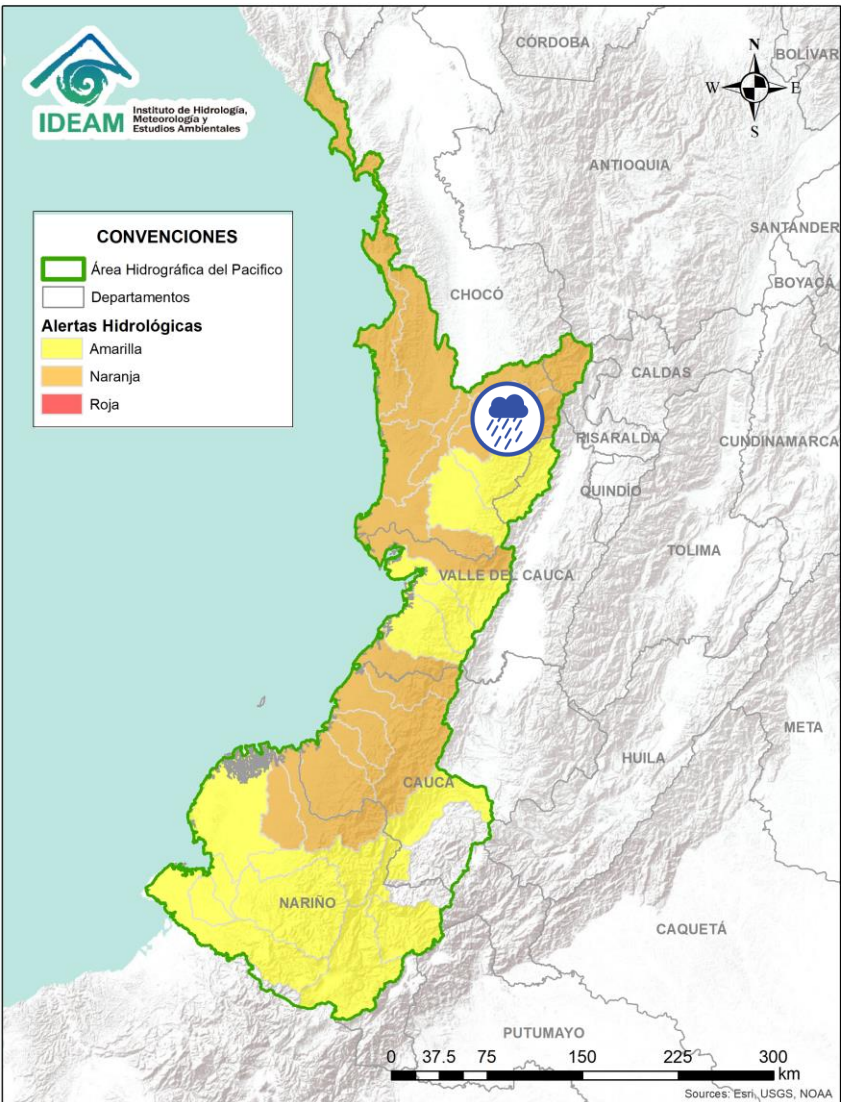 IDEAM
Instituto de Hidrología,
Meteorología y
Estudios Ambientales
N
W
E
S
CÓRDOBA
BOLÍVAR
ANTIOQUIA
SANTANDER
BOYACÁ
CHOCÓ
CONVENCIONES
Área Hidrográfica del Pacifico
Departamentos
Alertas Hidrológicas
Amarilla
Naranja
Roja
CALDAS
RISARALDA
CUNDINAMARCA
QUINDÍO
TOLIMA
VALLE DEL CAUCA
META
HUILA
CAUCA
NARIÑO
CAQUETÁ
PUTUMAYO
0 37.5 75 150 225 300
km
Sources: Esri, USGS, NOAA